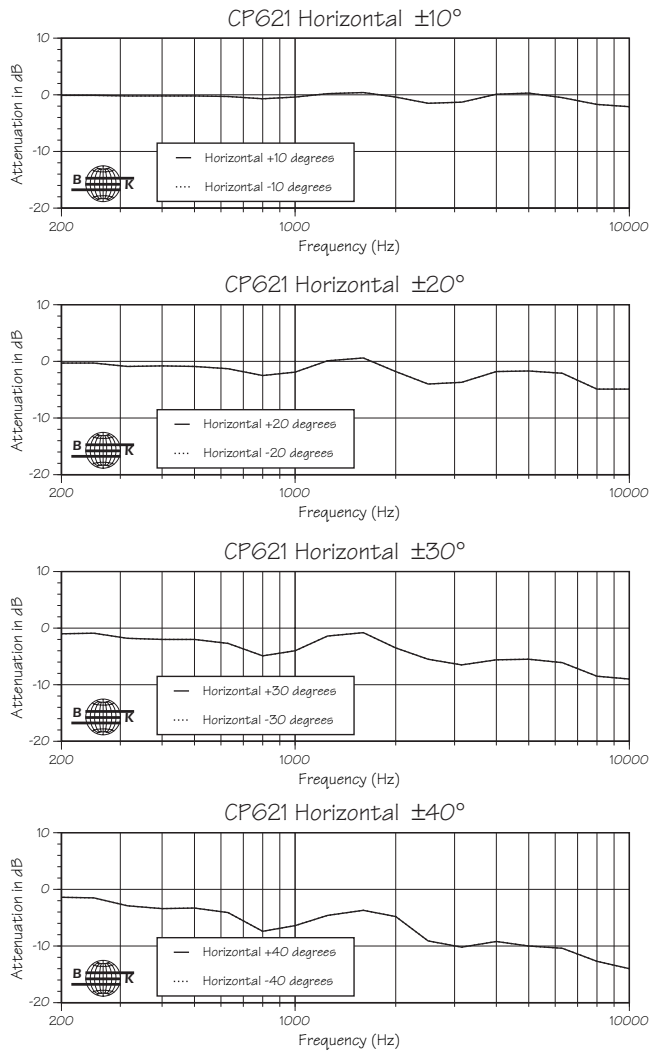 CP621 Horizontal ±10°
10
0
-10
-20
Attenuation in dB
B K
Horizontal +10 degrees
Horizontal -10 degrees
200 1000 10000
Frequency (Hz)
CP621 Horizontal ±20°
10
0
-10
-20
Attenuation in dB
B K
Horizontal +20 degrees
Horizontal -20 degrees
200 1000 10000
Frequency (Hz)
CP621 Horizontal ±30°
10
0
-10
-20
Attenuation in dB
B K
Horizontal +30 degrees
Horizontal -30 degrees
200 1000 10000
Frequency (Hz)
CP621 Horizontal ±40°
10
0
-10
-20
Attenuation in dB
B K
Horizontal +40 degrees
Horizontal -40 degrees
200 1000 10000
Frequency (Hz)